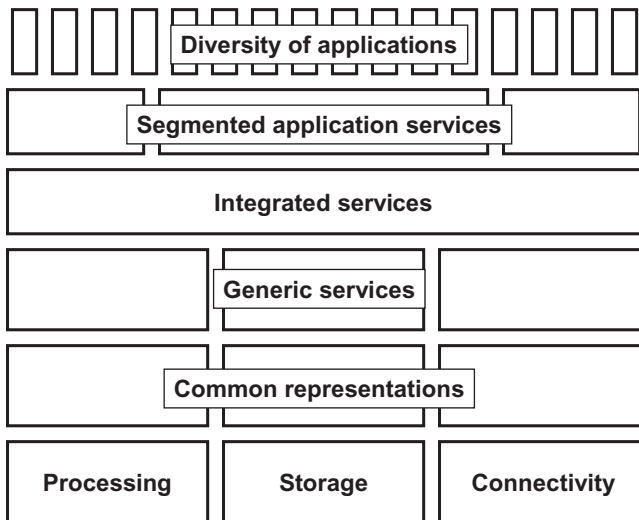 Diversity of applications
Segmented application services
Integrated services
Generic services
Common representations
Processing Storage Connectivity